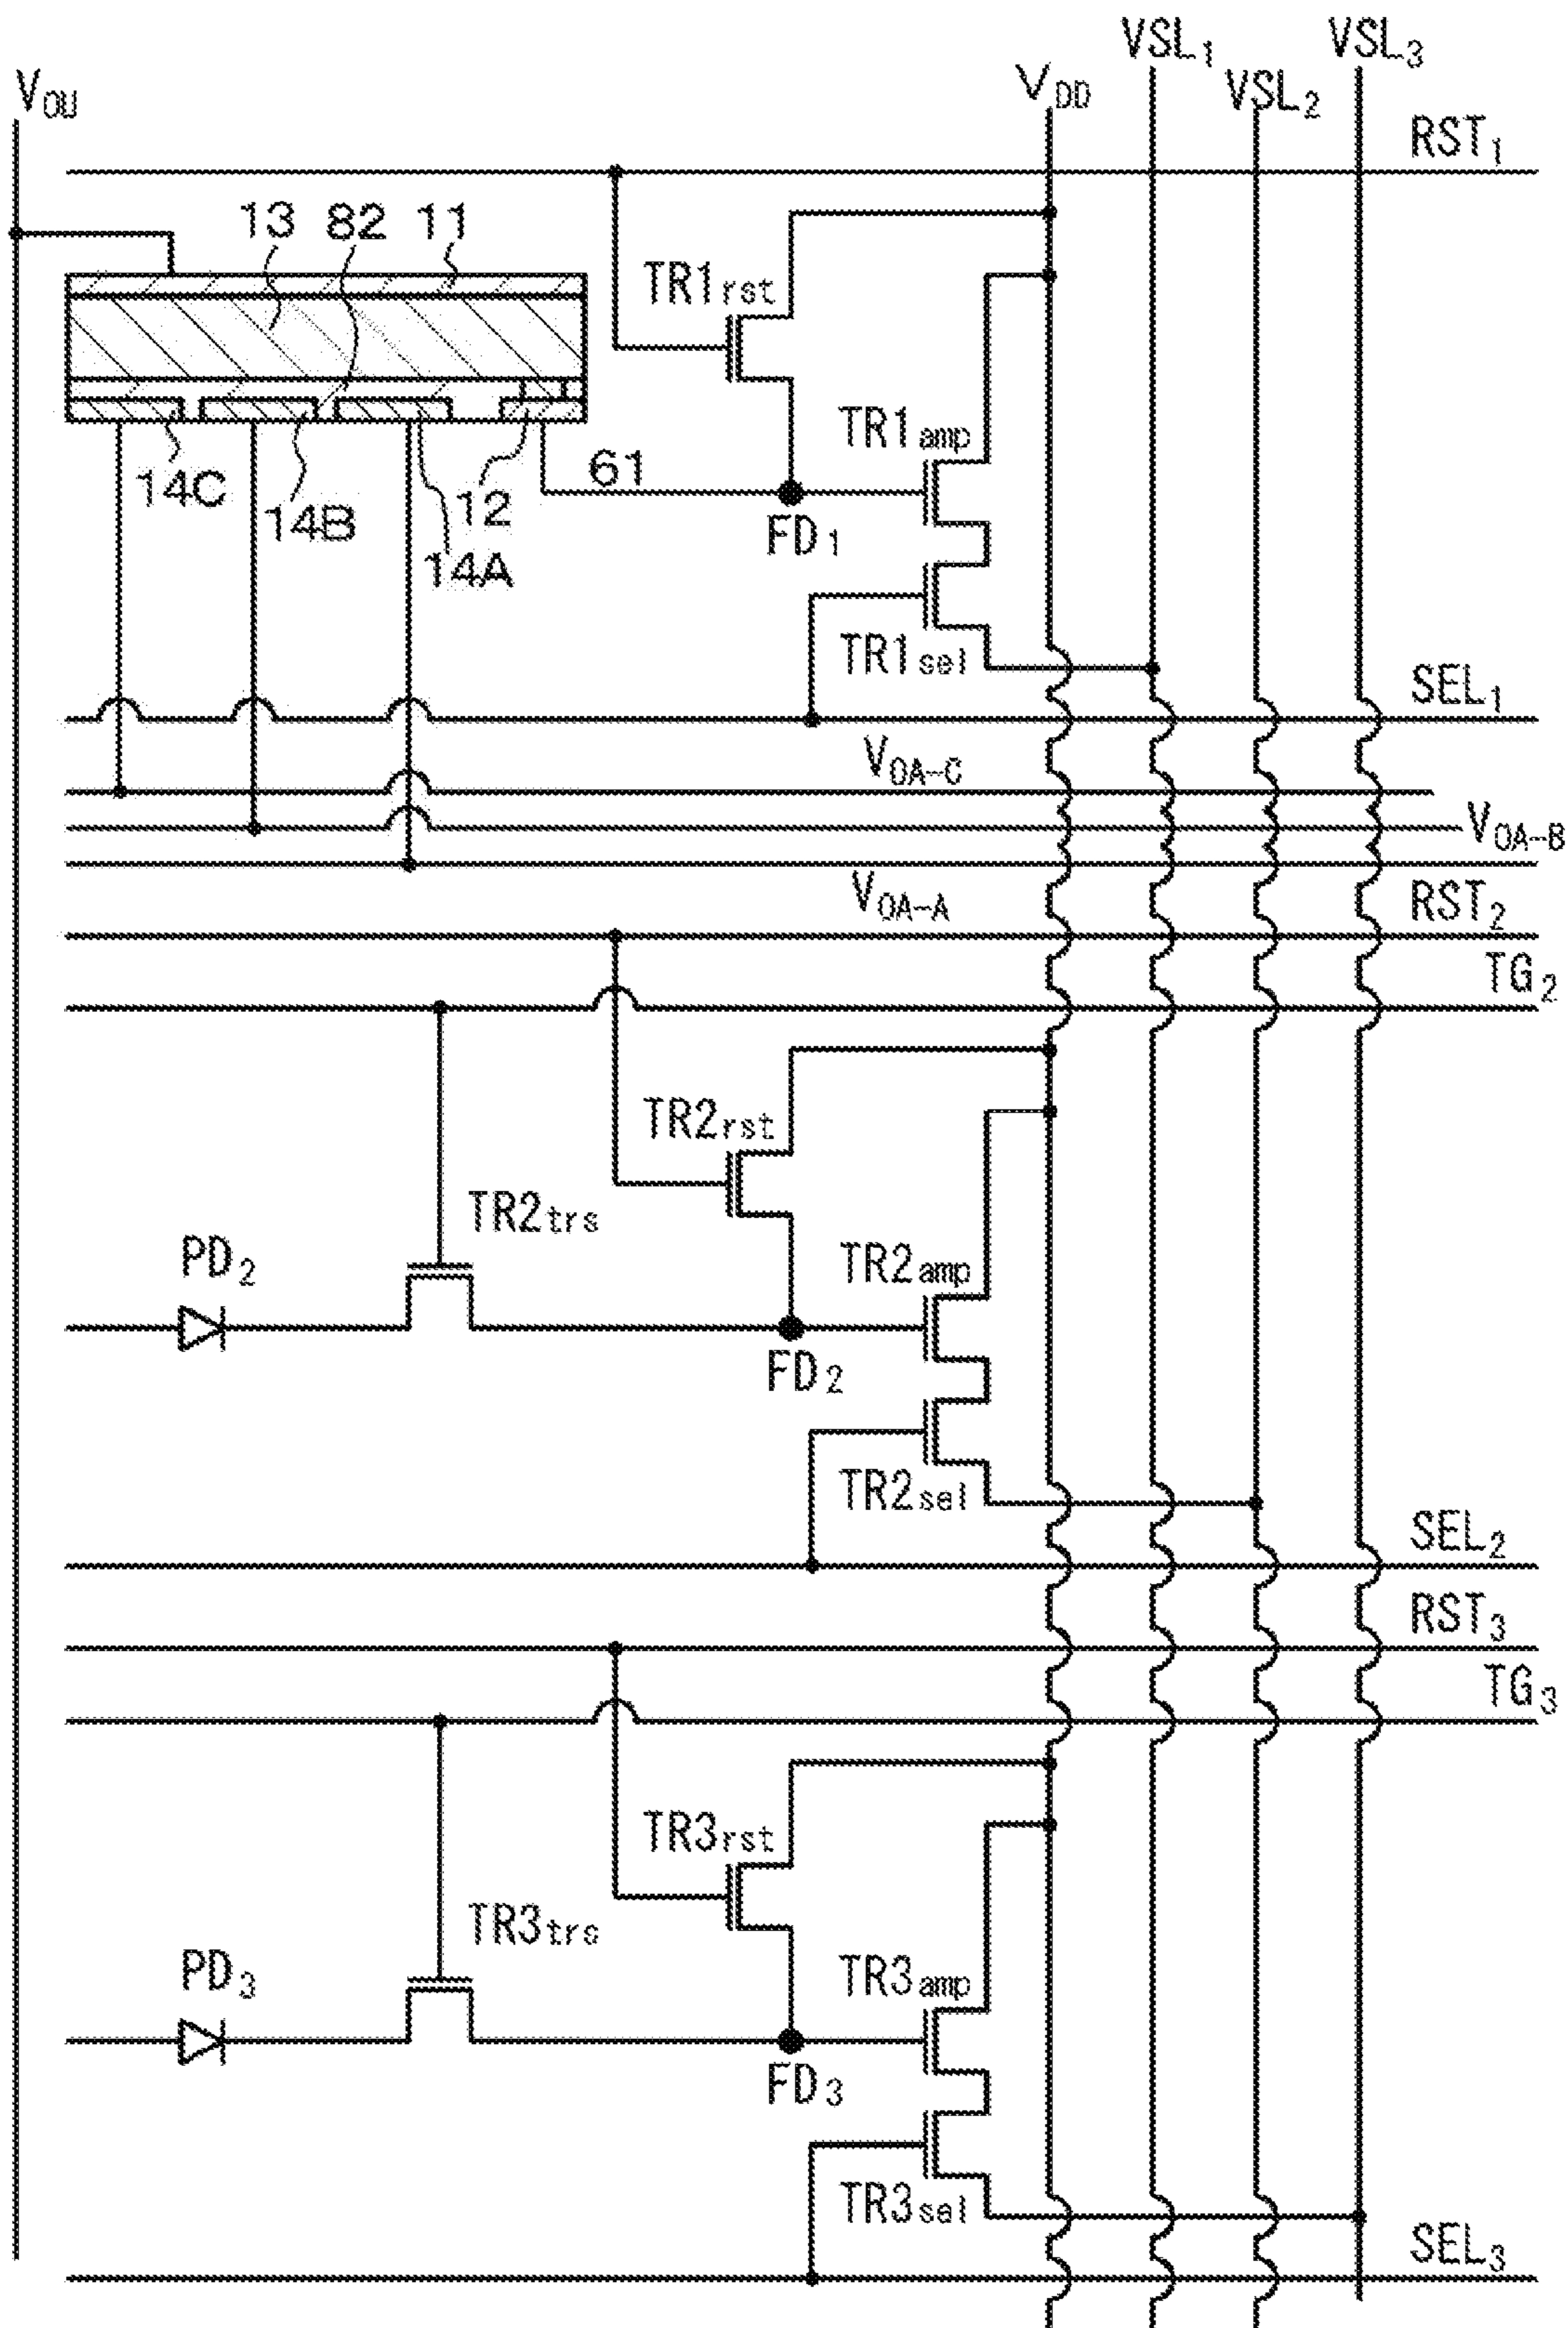 VSL1
VSL3
VDD
VSL2
VOU
RST1
13
82
11
TR1rst
TR1amp
61
14C
12
14B
FD1
14A
TR1sel
SEL1
VOA-C
VOA-B
VOA-A
RST2
TG2
TR2rst
TR2trs
PD2
TR2amp
FD2
TR2sel
SEL2
RST3
TG3
TR3rst
TR3trs
PD3
TR3amp
FD3
TR3sel
SEL3